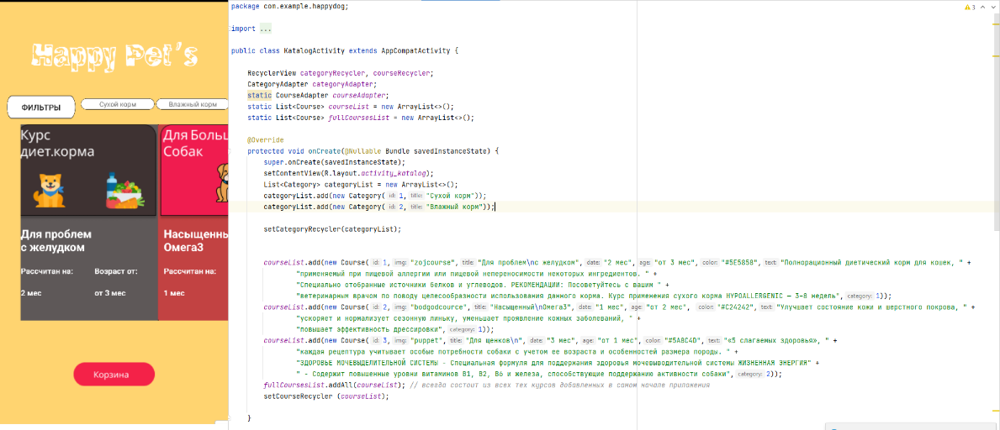 Happy Pet's
ФИЛЬТРЫ
Сухой корм
Влажный корм
Курс
диет.корма
Для Больш
Собак
Для проблем
с желудком
Насыщенны
Омега3
Рассчитан на:
Возраст от:
Рассчитан на:
2 мес
от 3 мес
1 мес
Корзина
package com.example.happydog;
3
import ...
public class KatalogActivity extends AppCompatActivity {
RecyclerView categoryRecycler, courseRecycler;
CategoryAdapter categoryAdapter;
static CourseAdapter courseAdapter;
static List<Course> courseList = new ArrayList<>();
static List<Course> fullCoursesList = new ArrayList<>();
@Override
protected void onCreate(@Nullable Bundle savedInstanceState) {
super.onCreate(savedInstanceState);
setContentView(R.layout.activity_katalog);
List<Category> categoryList = new ArrayList<>();
categoryList.add(new Category( id: 1, title: "Сухой корм"));
categoryList.add(new Category( id: 2, title: "Влажный корм"));
setCategoryRecycler(categoryList);
courseList.add(new Course( id: 1, img: "zojcourse", title: "Для проблем\nс желудком", date: "2 мес", age: "от 3 мес", color: "#5E5858", text: "Полнорационный диетический корм для кошек, " +
"применяемый при пищевой аллергии или пищевой непереносимости некоторых ингредиентов. " +
"Специально отобранные источники белков и углеводов. РЕКОМЕНДАЦИИ: Посоветуйтесь с вашим " +
"ветеринарным врачом по поводу целесообразности использования данного корма. Курс применения сухого корма HYPOALLERGENIC – 3-8 недель", category: 1));
courseList.add(new Course( id: 2, img: "bodgodcource", title: "Насыщенный\nОмега3", date: "1 мес", age: "от 2 мес", color: "#C24242", text: "Улучшает состояние кожи и шерстного покрова, " +
"ускоряет и нормализует сезонную линьку, уменьшает проявление кожных заболеваний, " +
"повышает эффективность дрессировки", category: 1));
courseList.add(new Course( id: 3, img: "puppet", title: "Для щенков\n", date: "3 мес", age: "от 1 мес", color: "#5A8C4D", text: "«5 слагаемых здоровья», " +
"каждая рецептура учитывает особые потребности собаки с учетом ее возраста и особенностей размера породы. " +
"ЗДОРОВЬЕ МОЧЕВЫДЕЛИТЕЛЬНОЙ СИСТЕМЫ - Специальная формула для поддержания здоровья мочевыводительной системы ЖИЗНЕННАЯ ЭНЕРГИЯ" +
" - Содержит повышенные уровни витаминов B1, B2, B6 и железа, способствующие поддержанию активности собаки", category: 2));
fullCoursesList.addAll(courseList); // всегда состоит из всех тех курсов добавленных в самом начале приложения
setCourseRecycler (courseList);
}